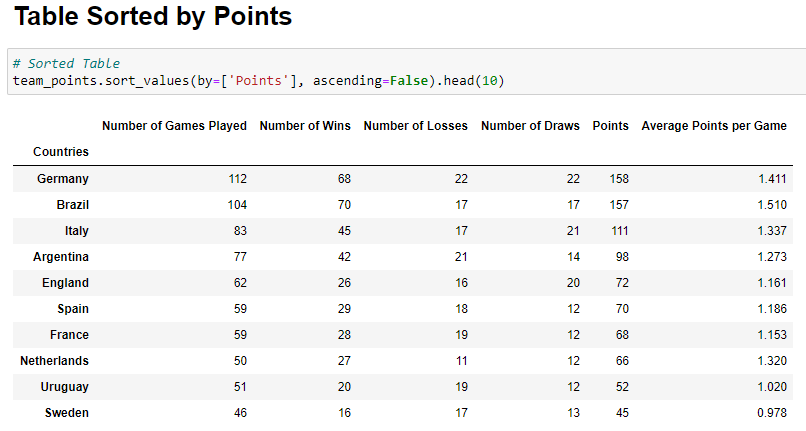 Table Sorted by Points
# Sorted Table
team_points.sort_values(by=['Points'], ascending=False).head(10)
Number of Games Played Number of Wins Number of Losses Number of Draws Points Average Points per Game
Countries
Germany 112 68 22 22 158 1.411
Brazil 104 70 17 17 157 1.510
Italy 83 45 17 21 111 1.337
Argentina 77 42 21 14 98 1.273
England 62 26 16 20 72 1.161
Spain 59 29 18 12 70 1.186
France 59 28 19 12 68 1.153
Netherlands 50 27 11 12 66 1.320
Uruguay 51 20 19 12 52 1.020
Sweden 46 16 17 13 45 0.978